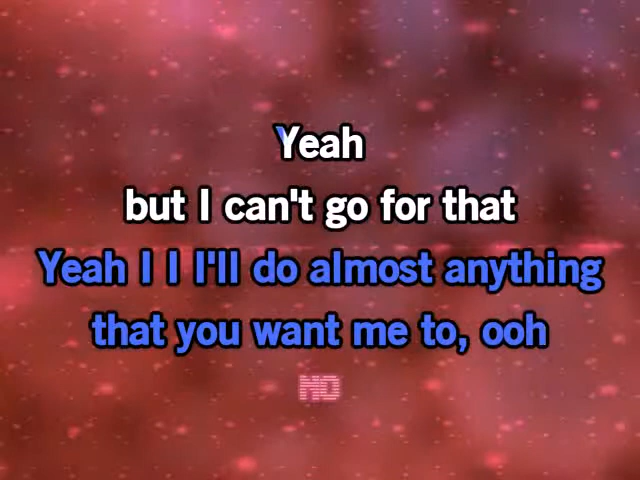 Yeah
but I can't go for that
Yeah I I I'll do almost anything
that you want me to, ooh